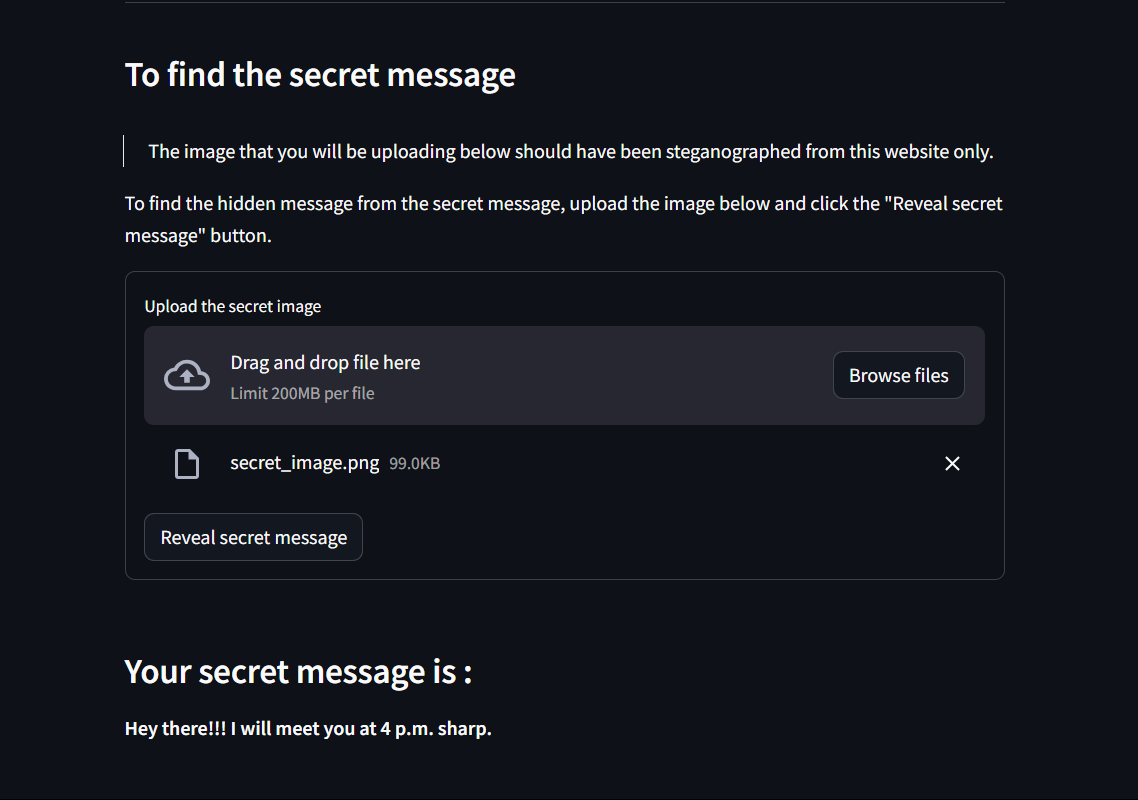 To find the secret message
The image that you will be uploading below should have been steganographed from this website only.
To find the hidden message from the secret message, upload the image below and click the "Reveal secret
message" button.
Upload the secret image
Drag and drop file here
Limit 200MB per file
Browse files
secret_image.png 99.0KB
Reveal secret message
Your secret message is :
Hey there!!! I will meet you at 4 p.m. sharp.